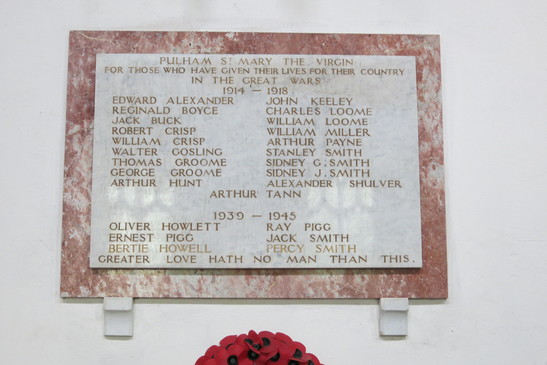 PULHAM ST. MARY THE VIRGIN
FOR THOSE WHO HAVE GIVEN THEIR LIVES FOR THEIR COUNTRY
IN THE GREAT WARS
1914 – 1918
EDWARD ALEXANDER JOHN KEELEY
REGINALD BOYCE CHARLES LOOME
JACK BUCK WILLIAM LOOME
ROBERT CRISP WILLIAM MILLER
WILLIAM CRISP ARTHUR PAYNE
WALTER GOSLING STANLEY SMITH
THOMAS GROOME SIDNEY G. SMITH
GEORGE GROOME SIDNEY J. SMITH
ARTHUR HUNT ALEXANDER SHULVER
ARTHUR TANN
1939 — 1945
OLIVER HOWLETT RAY PIGG
ERNEST PIGG JACK SMITH
BERTIE HOWELL PERCY SMITH
GREATER LOVE HATH NO MAN THAN THIS.